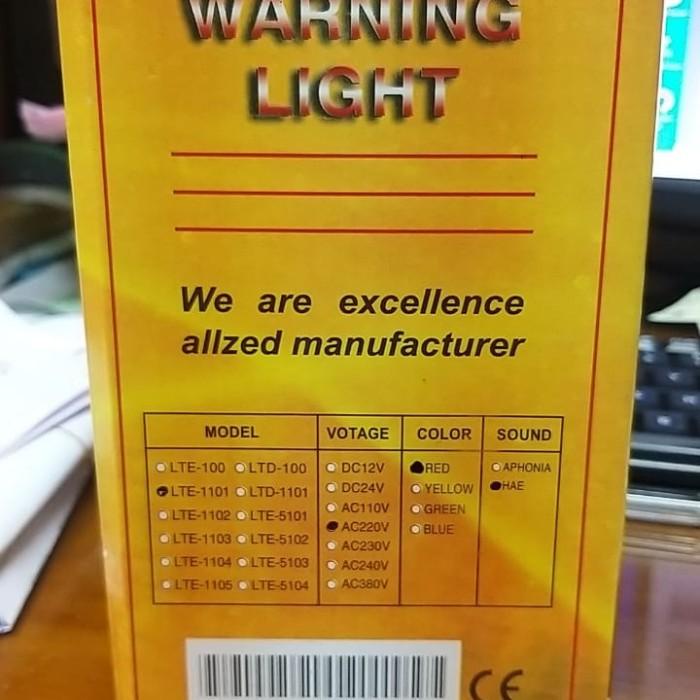 WARNING
LIGHT
We are excellence
allzed manufacturer
MODEL VOTAGE COLOR SOUND
LTE-100 LTD-100 DC12V RED APHONIA
LTE-1101 LTD-1101 DC24V YELLOW HAE
LTE-1102 LTE-5101 AC110V GREEN
LTE-1103 LTE-5102 AC220V BLUE
LTE-1104 LTE-5103 AC230V
LTE-1105 LTE-5104 AC240V
AC380V
CE